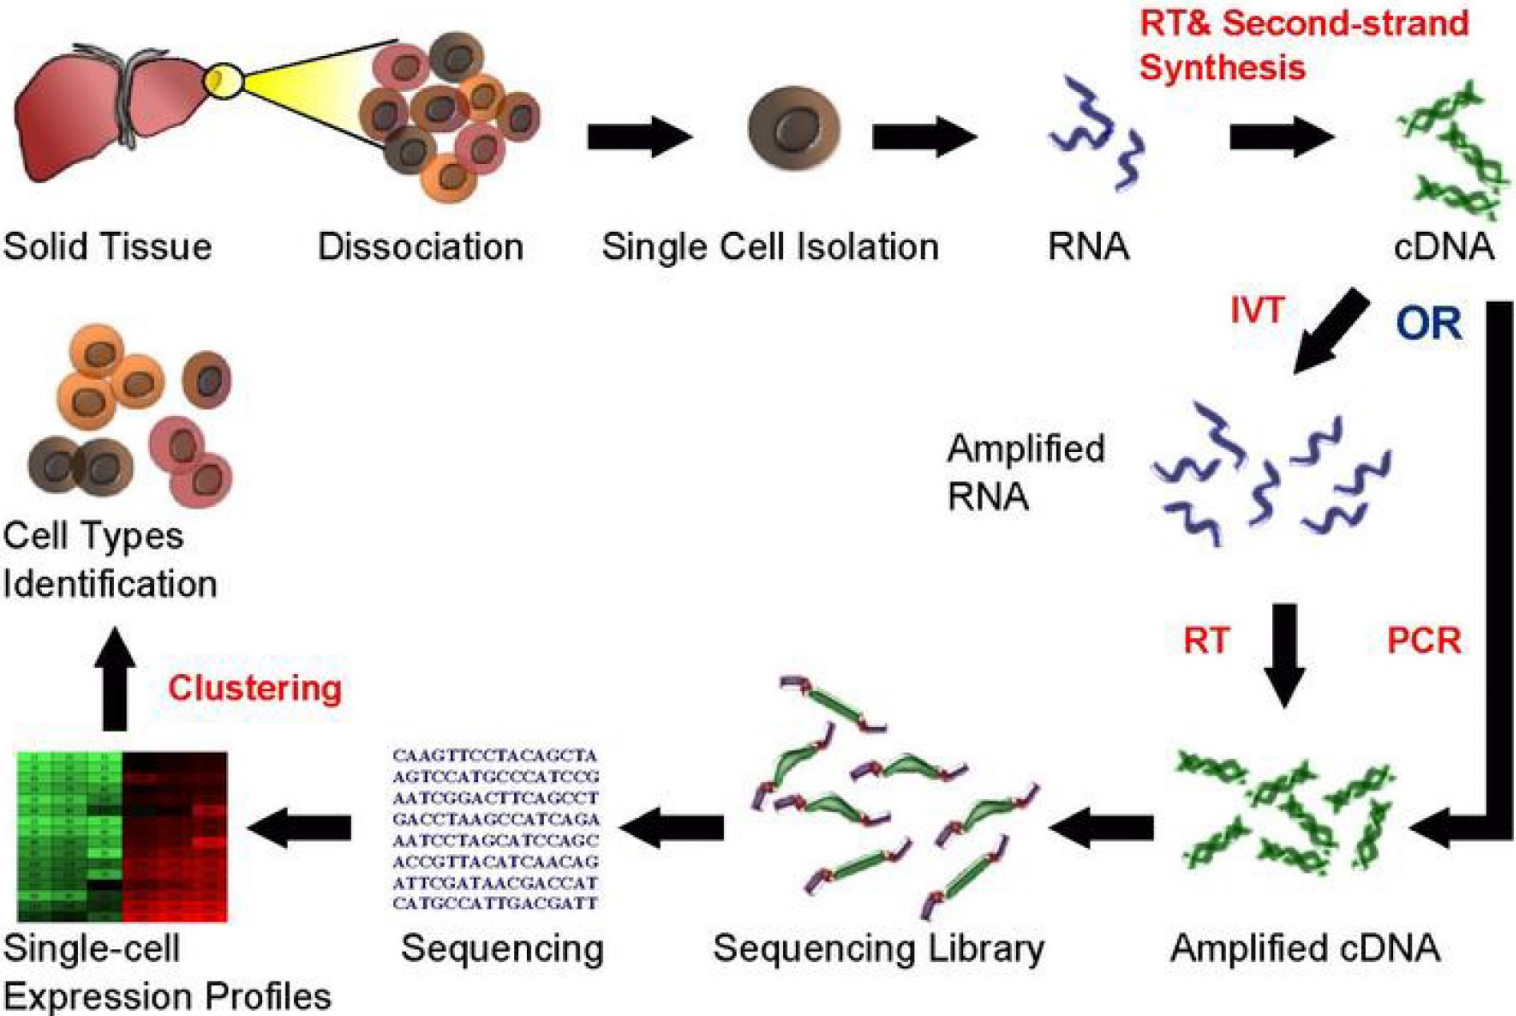 RT& Second-strand
Synthesis
Solid Tissue
Dissociation
Single Cell Isolation
RNA
cDNA
IVT
OR
Amplified
RNA
RT
PCR
Amplified cDNA
Sequencing Library
CAAGTTCCTACAGCTA
AGTCCATGCCCATCCG
AATCGGACTTCAGCCT
GACCTAAGCCATCAGA
AATCCTAGCATCCAGC
ACCGTTACATCAACAG
ATTCGATAACGACCAT
CATGCCATTGACGATT
Sequencing
Single-cell
Expression Profiles
Clustering
Cell Types
Identification